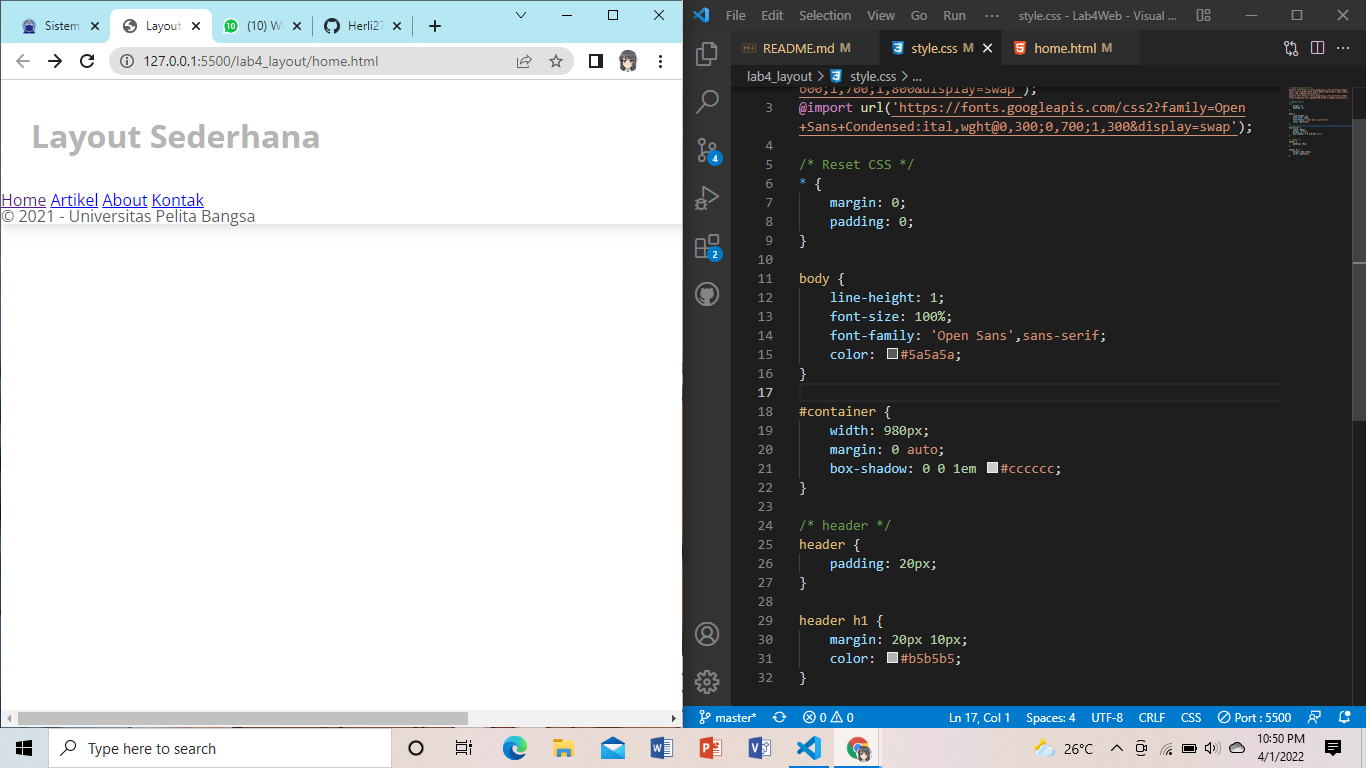 Sistem
Layout
(10) W
Herli27
127.0.0.1:5500/lab4_layout/home.html
Layout Sederhana
Home Artikel About Kontak
© 2021 - Universitas Pelita Bangsa
File Edit Selection View Go Run ··· style.css - Lab4Web - Visual ...
README.md M
style.css M
home.html M
lab4_layout > style.css > ...
600;1,700;1,800&display=swap');
3 @import url('https://fonts.googleapis.com/css2?family=Open
+Sans+Condensed:ital,wght@0,300;0,700;1,300&display=swap');
4
5 /* Reset CSS */
6 * {
7 margin: 0;
8 padding: 0;
9 }
10
11 body {
12 line-height: 1;
13 font-size: 100%;
14 font-family: 'Open Sans',sans-serif;
15 color: #5a5a5a;
16 }
17
18 #container {
19 width: 980px;
20 margin: 0 auto;
21 box-shadow: 0 0 1em #cccccc;
22 }
23
24 /* header */
25 header {
26 padding: 20px;
27 }
28
29 header h1 {
30 margin: 20px 10px;
31 color: #b5b5b5;
32 }
4
2
master* 0 0 Ln 17, Col 1 Spaces: 4 UTF-8 CRLF CSS Port : 5500
Type here to search
26°C
10:50 PM
4/1/2022